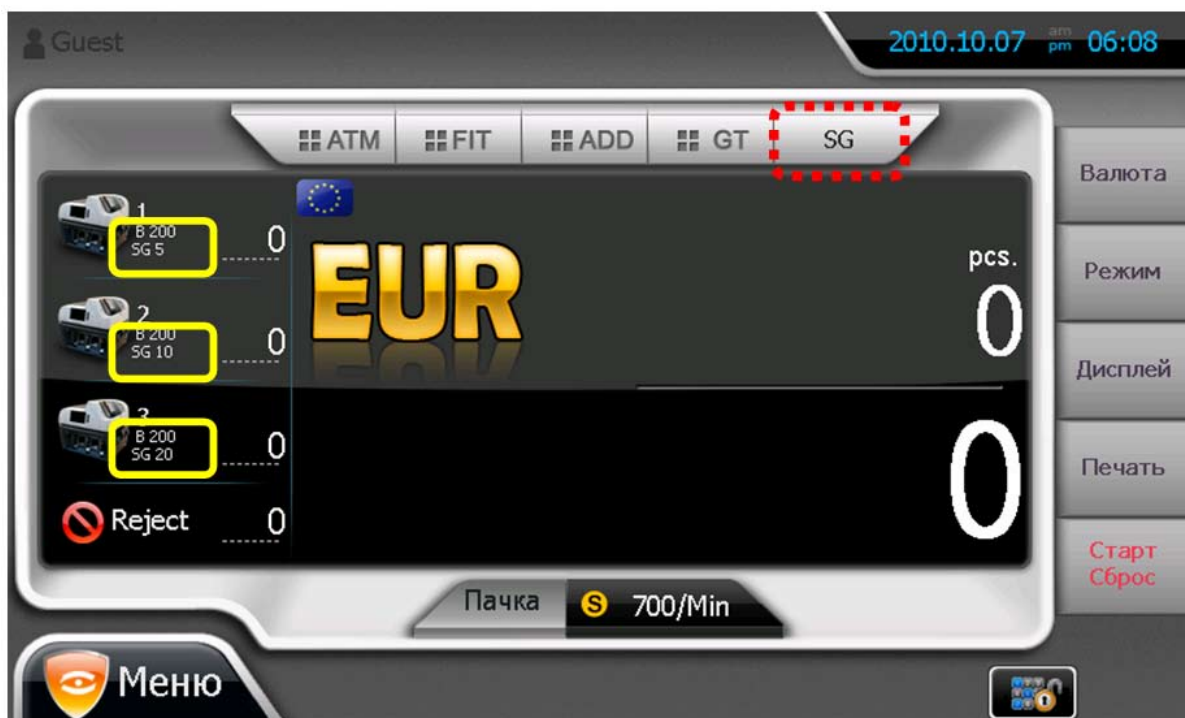 Guest
2010.10.07 am pm 06:08
ATM FIT ADD GT SG
Валюта
Режим
Дисплей
Печать
Старт
Сброс
1
B 200
SG 5
0
2
B 200
SG 10
0
3
B 200
SG 20
0
Reject 0
EUR
pcs.
0
0
Пачка S 700/Min
Меню